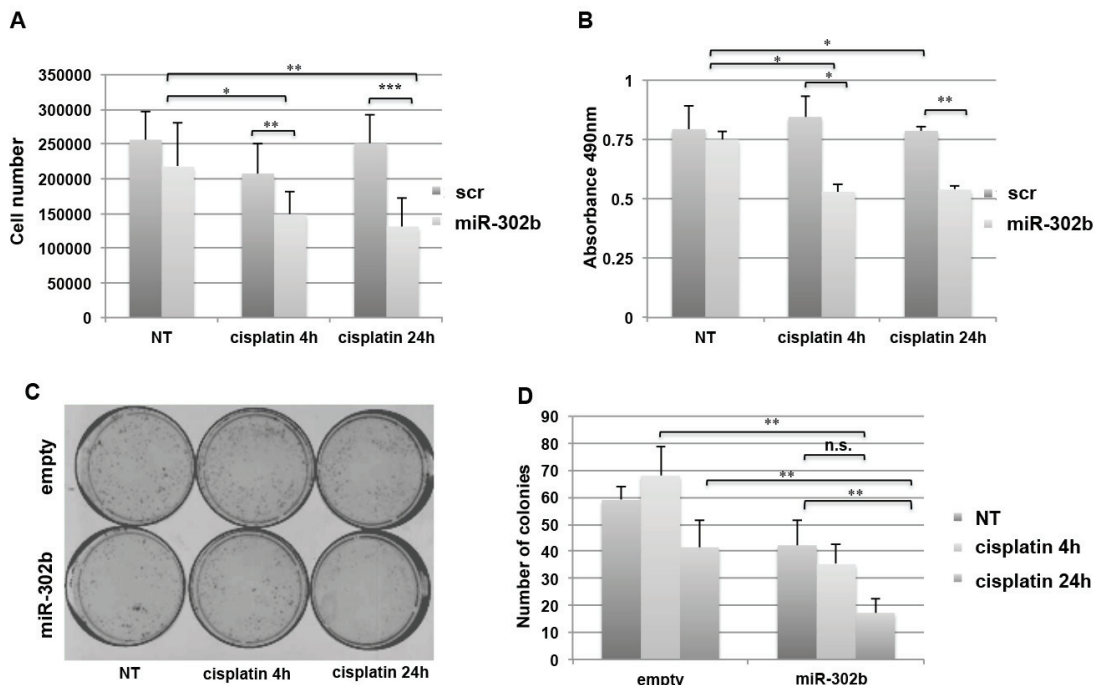 A
**
*
***
**
350000
300000
250000
200000
150000
100000
50000
0
Cell number
NT
cisplatin 4h
cisplatin 24h
scr
miR-302b
B
*
*
*
**
1
0.75
0.5
0.25
0
Absorbance 490nm
NT
cisplatin 4h
cisplatin 24h
scr
miR-302b
C
empty
miR-302b
NT
cisplatin 4h
cisplatin 24h
D
**
n.s.
**
**
90
80
70
60
50
40
30
20
10
0
Number of colonies
empty
miR-302b
NT
cisplatin 4h
cisplatin 24h